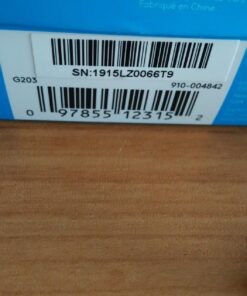 Fabriqué en Chine.
SN:1915LZ0066T9
G203 910-004842
0 97855 12315 2